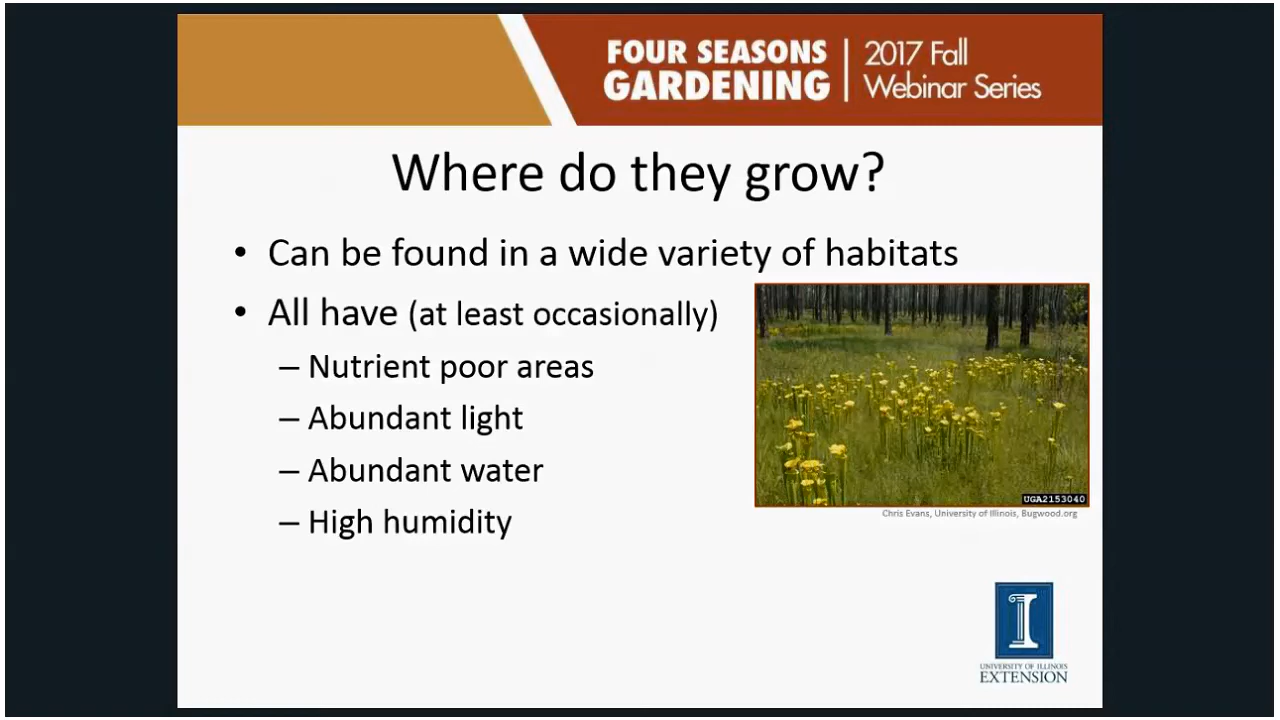 FOUR SEASONS
GARDENING
2017 Fall
Webinar Series
Where do they grow?
• Can be found in a wide variety of habitats
• All have (at least occasionally)
– Nutrient poor areas
– Abundant light
– Abundant water
– High humidity
UGA2153040
Chris Evans, University of Illinois, Bugwood.org
I
UNIVERSITY OF ILLINOIS
EXTENSION